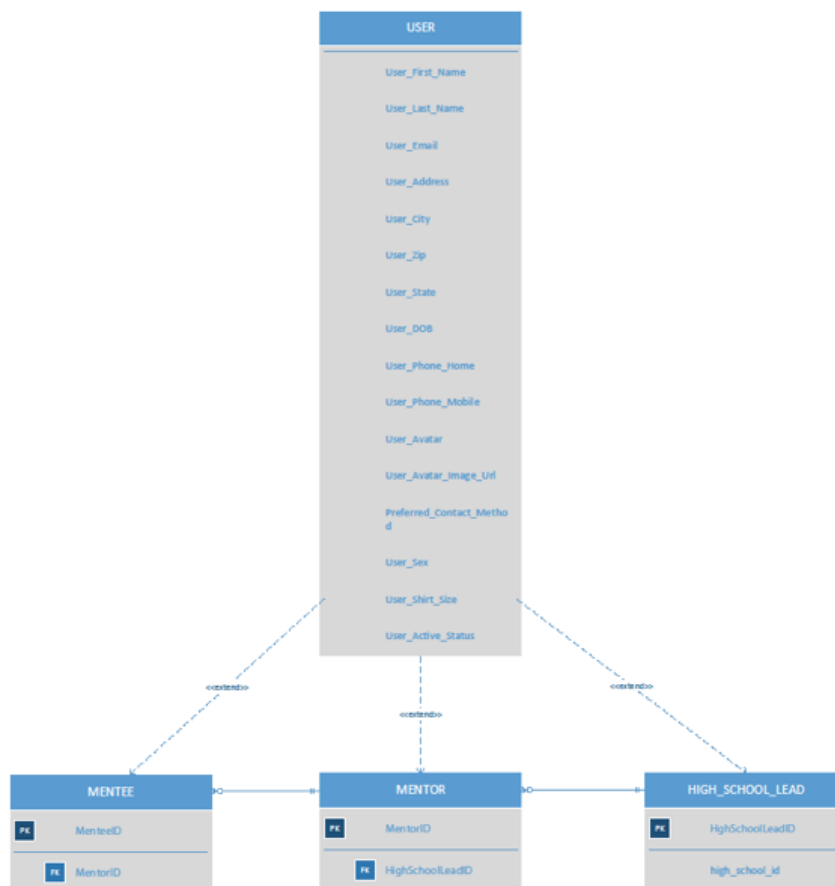 USER
User_First_Name
User_Last_Name
User_Email
User_Address
User_City
User_Zip
User_State
User_DOB
User_Phone_Home
User_Phone_Mobile
User_Avatar
User_Avatar_Image_Url
Preferred_Contact_Metho
d
User_Sex
User_Shirt_Size
User_Active_Status
<<extend>>
<<extend>>
<<extend>>
MENTEE
PK MenteeID
FK MentorID
MENTOR
PK MentorID
FK HighSchoolLeadID
HIGH_SCHOOL_LEAD
PK HghSchoolLeadID
high_school_id